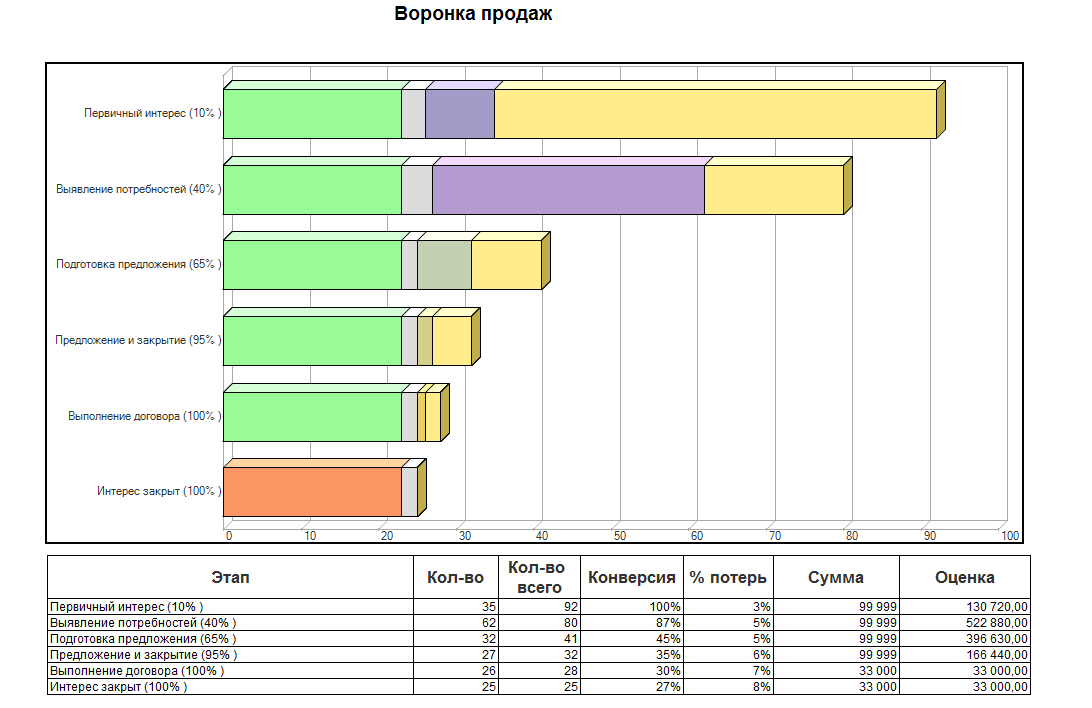 Воронка продаж
Первичный интерес (10% )
Выявление потребностей (40% )
Подготовка предложения (65% )
Предложение и закрытие (95% )
Выполнение договора (100% )
Интерес закрыт (100% )
0 10 20 30 40 50 60 70 80 90 100
Этап Кол-во Кол-во всего Конверсия % потерь Сумма Оценка
Первичный интерес (10% ) 35 92 100% 3% 99 999 130 720,00
Выявление потребностей (40% ) 62 80 87% 5% 99 999 522 880,00
Подготовка предложения (65% ) 32 41 45% 5% 99 999 396 630,00
Предложение и закрытие (95% ) 27 32 35% 6% 99 999 166 440,00
Выполнение договора (100% ) 26 28 30% 7% 33 000 33 000,00
Интерес закрыт (100% ) 25 25 27% 8% 33 000 33 000,00